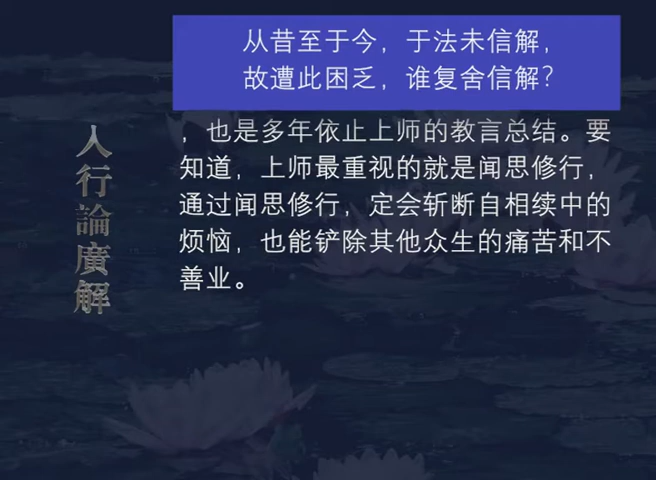 从昔至于今，于法未信解，
故遭此困乏，谁复舍信解？
，也是多年依止上师的教言总结。要
知道，上师最重视的就是闻思修行，
通过闻思修行，定会斩断自相续中的
烦恼，也能铲除其他众生的痛苦和不
善业。
入行論廣解